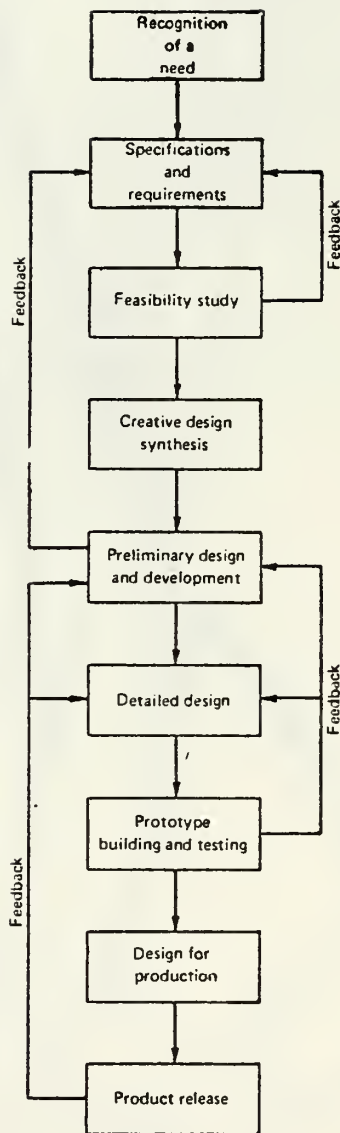 Recognition
of a
need
Specifications
and
requirements
Feedback
Feedback
Feasibility study
Creative design
synthesis
Preliminary design
and development
Detailed design
Feedback
Prototype
building and testing
Feedback
Design for
production
Product release